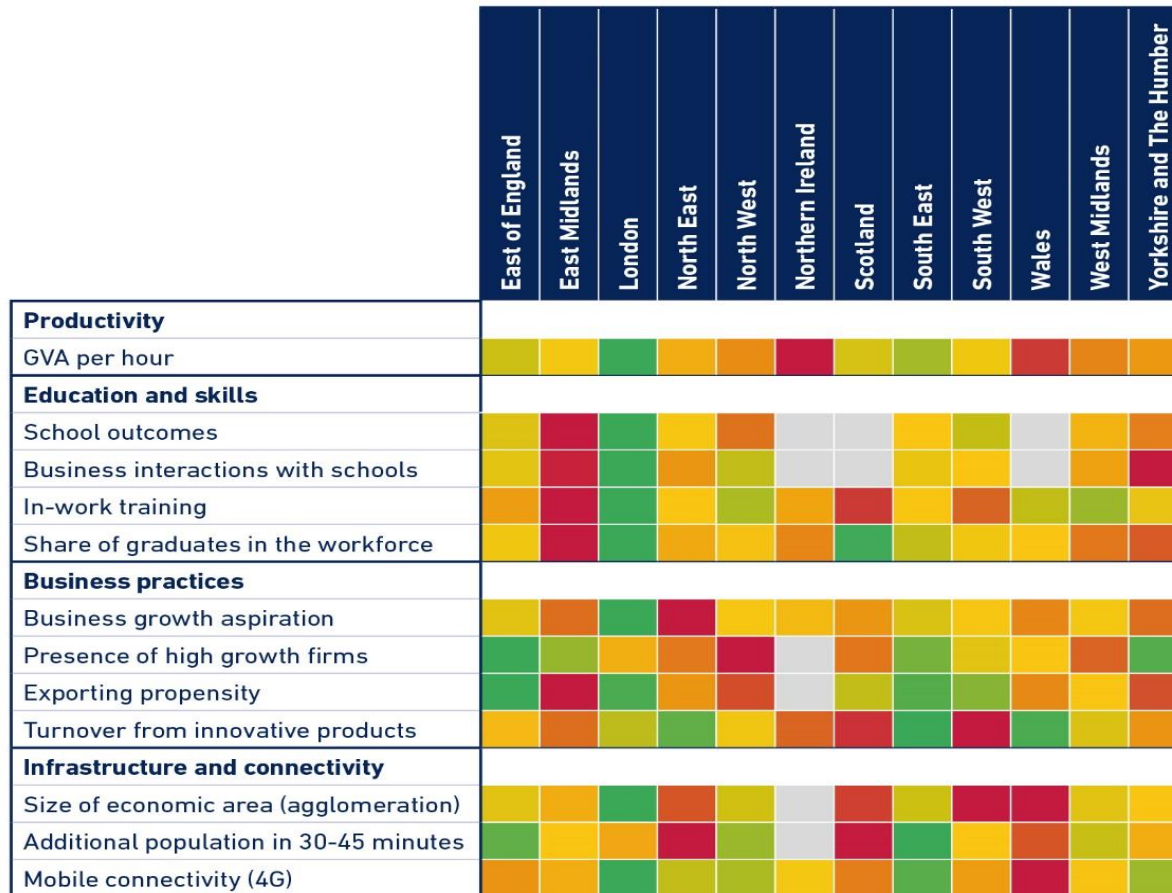 East of England
East Midlands
London
North East
North West
Northern Ireland
Scotland
South East
South West
Wales
West Midlands
Yorkshire and The Humber
Productivity
GVA per hour
Education and skills
School outcomes
Business interactions with schools
In-work training
Share of graduates in the workforce
Business practices
Business growth aspiration
Presence of high growth firms
Exporting propensity
Turnover from innovative products
Infrastructure and connectivity
Size of economic area (agglomeration)
Additional population in 30-45 minutes
Mobile connectivity (4G)